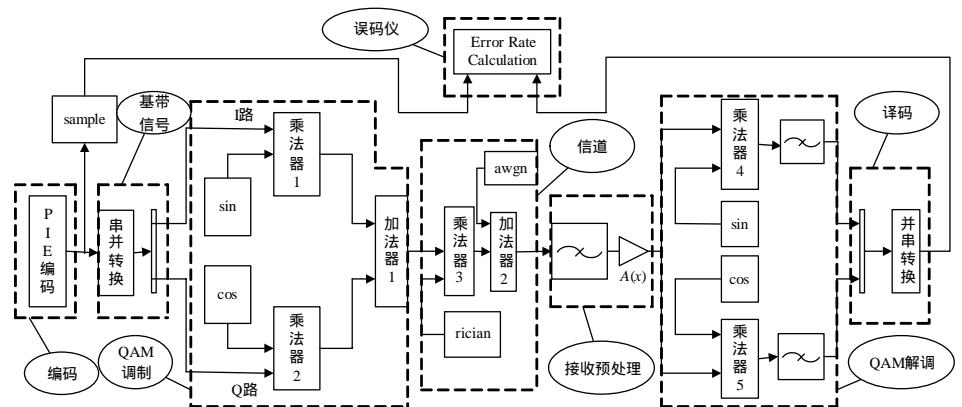 误码仪
Error Rate
Calculation
sample
基带
信号
I路
乘法器1
sin
awgn
信道
乘法器4
sin
译码
PIE编码
串并转换
加法器1
乘法器3
加法器2
A(x)
并串转换
cos
cos
rician
乘法器2
乘法器5
编码
QAM
调制
Q路
接收预处理
QAM解调